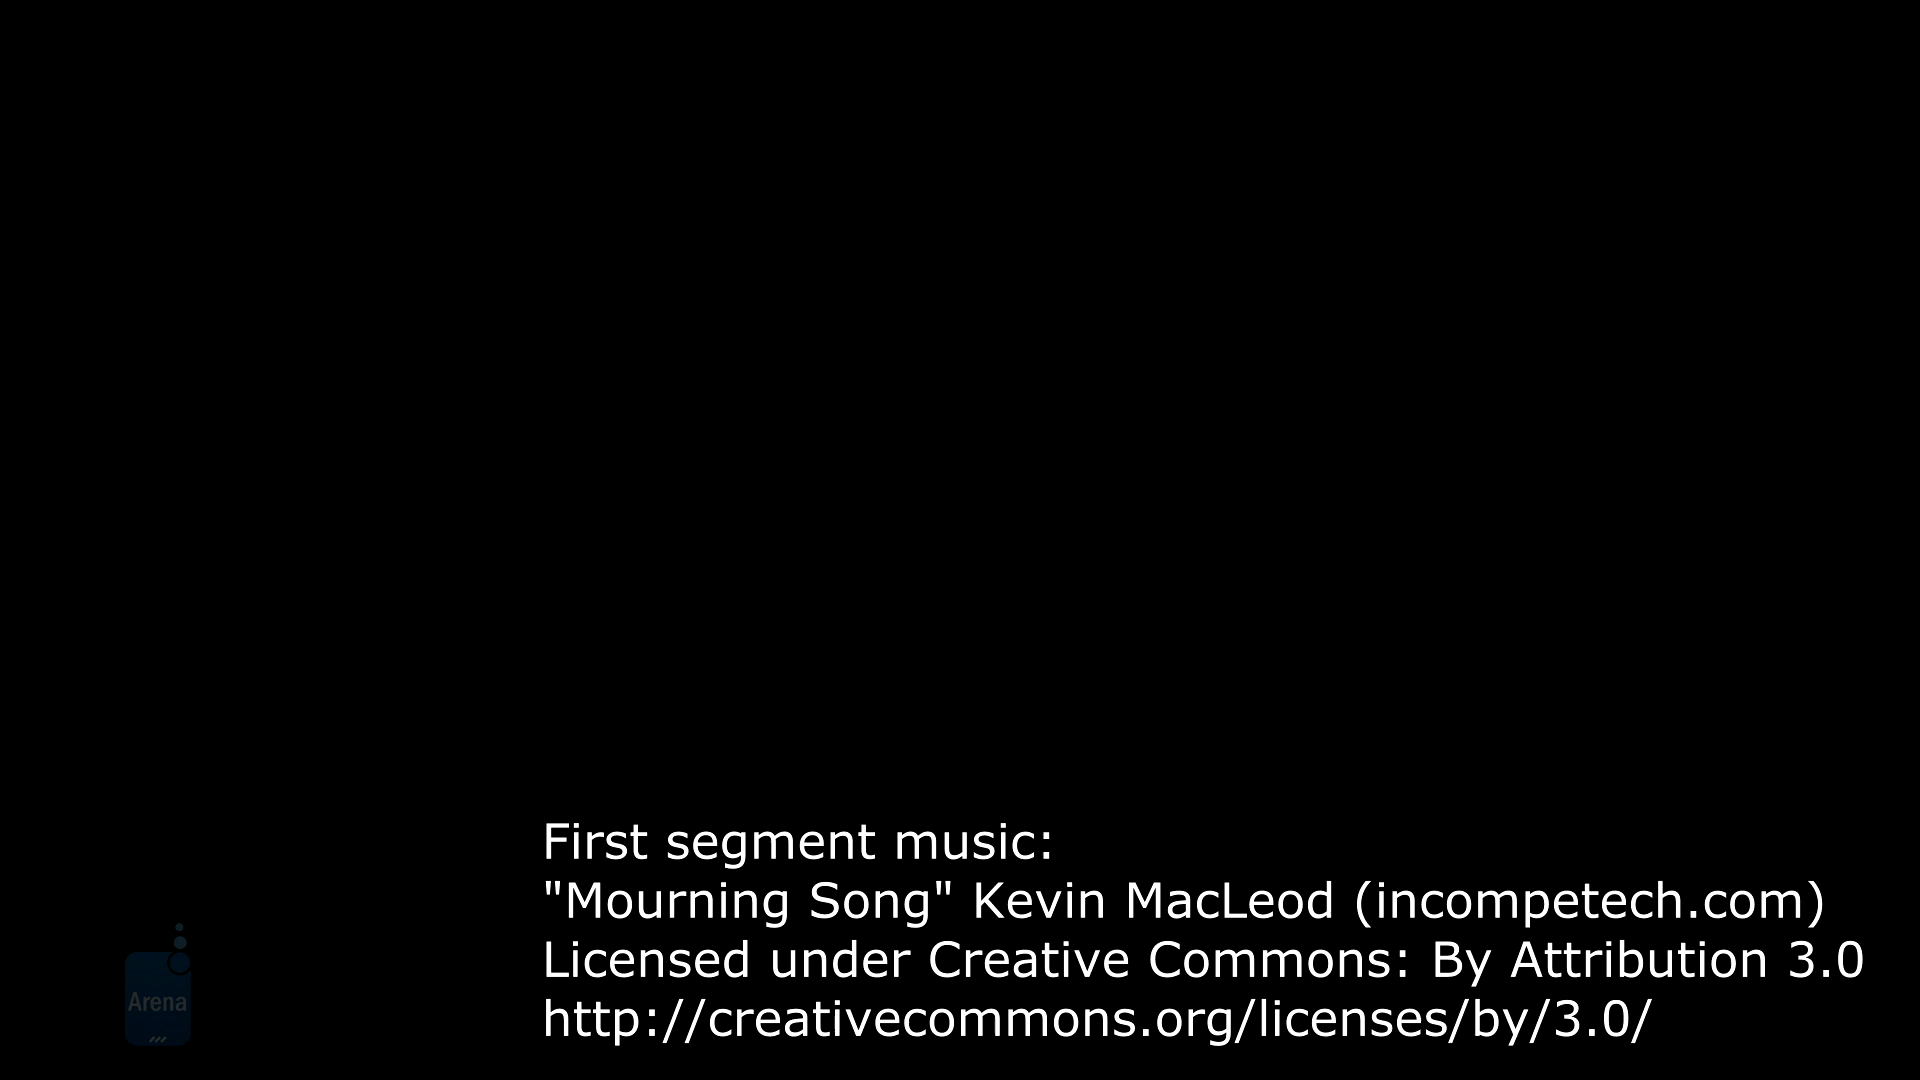 First segment music:
"Mourning Song" Kevin MacLeod (incompetech.com)
Licensed under Creative Commons: By Attribution 3.0
http://creativecommons.org/licenses/by/3.0/
Arena